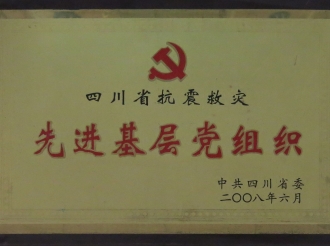 四川省抗震救灾
先进基层党组织
中共四川省委
二〇〇八年六月